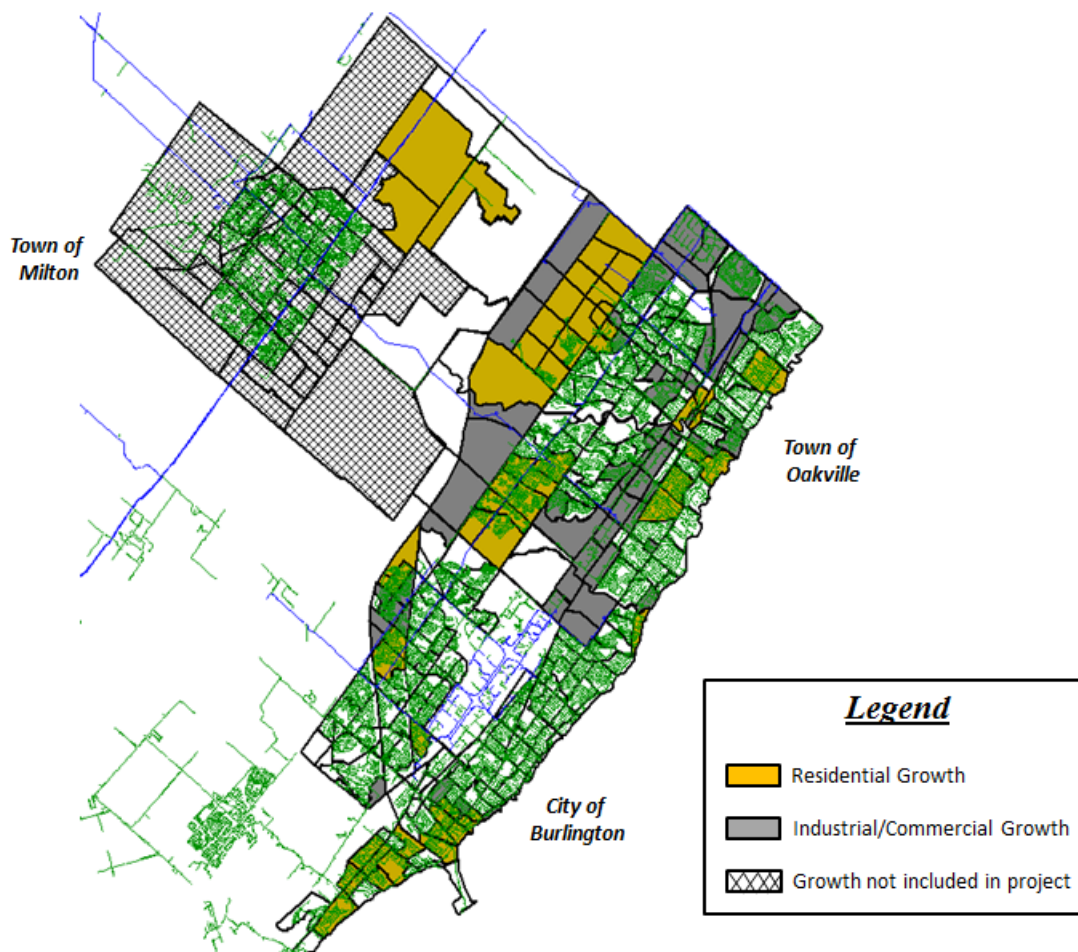 Town of
Milton
Town of
Oakville
City of
Burlington
Legend
Residential Growth
Industrial/Commercial Growth
Growth not included in project